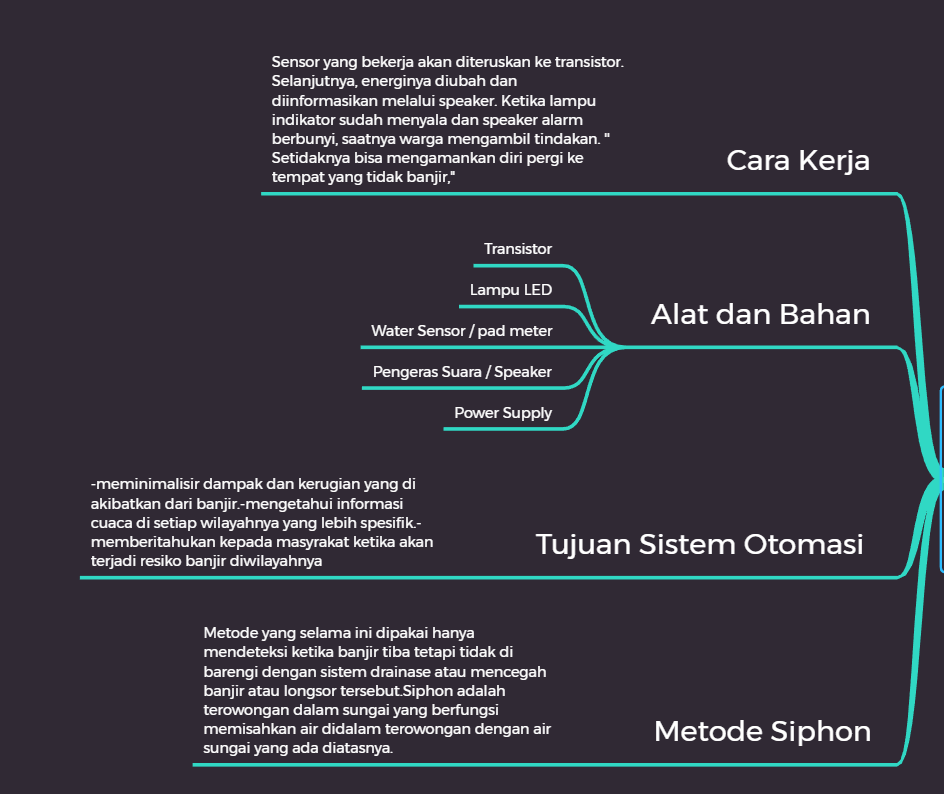 Sensor yang bekerja akan diteruskan ke transistor.
Selanjutnya, energinya diubah dan
diinformasikan melalui speaker. Ketika lampu
indikator sudah menyala dan speaker alarm
berbunyi, saatnya warga mengambil tindakan. "
Setidaknya bisa mengamankan diri pergi ke
tempat yang tidak banjir,"
Cara Kerja
Transistor
Lampu LED
Water Sensor / pad meter
Pengeras Suara / Speaker
Power Supply
Alat dan Bahan
-meminimalisir dampak dan kerugian yang di
akibatkan dari banjir.-mengetahui informasi
cuaca di setiap wilayahnya yang lebih spesifik.-
memberitahukan kepada masyrakat ketika akan
terjadi resiko banjir diwilayahnya
Tujuan Sistem Otomasi
Metode yang selama ini dipakai hanya
mendeteksi ketika banjir tiba tetapi tidak di
barengi dengan sistem drainase atau mencegah
banjir atau longsor tersebut.Siphon adalah
terowongan dalam sungai yang berfungsi
memisahkan air didalam terowongan dengan air
sungai yang ada diatasnya.
Metode Siphon